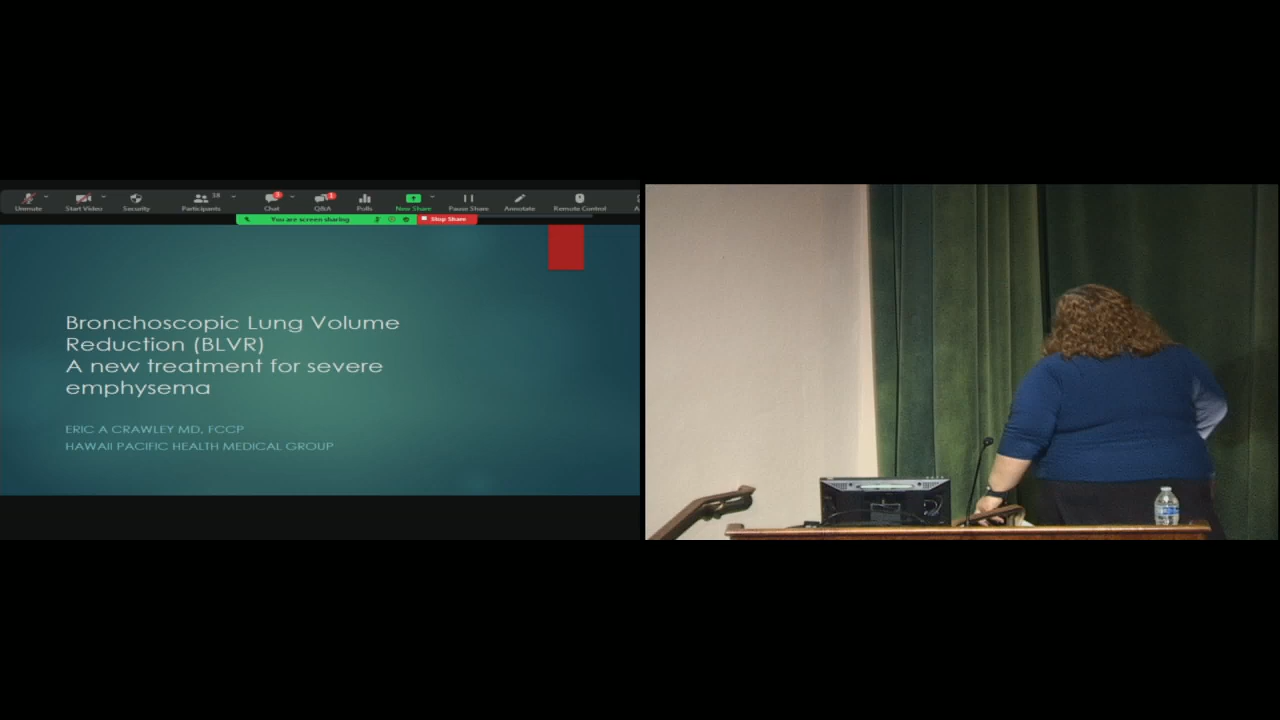 Unmute
Start Video
Security
Participants
Chat
Q&A
Polls
New Share
Pause Share
Annotate
Remote Control
You are screen sharing
Stop Share
Bronchoscopic Lung Volume
Reduction (BLVR)
A new treatment for severe
emphysema
ERIC A CRAWLEY MD, FCCP
HAWAII PACIFIC HEALTH MEDICAL GROUP